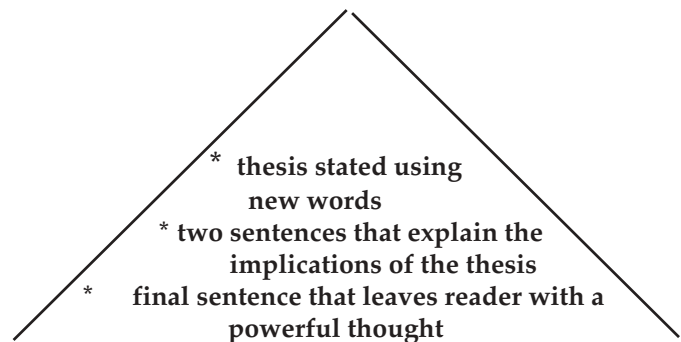 * thesis stated using
new words
* two sentences that explain the
implications of the thesis
* final sentence that leaves reader with a
powerful thought